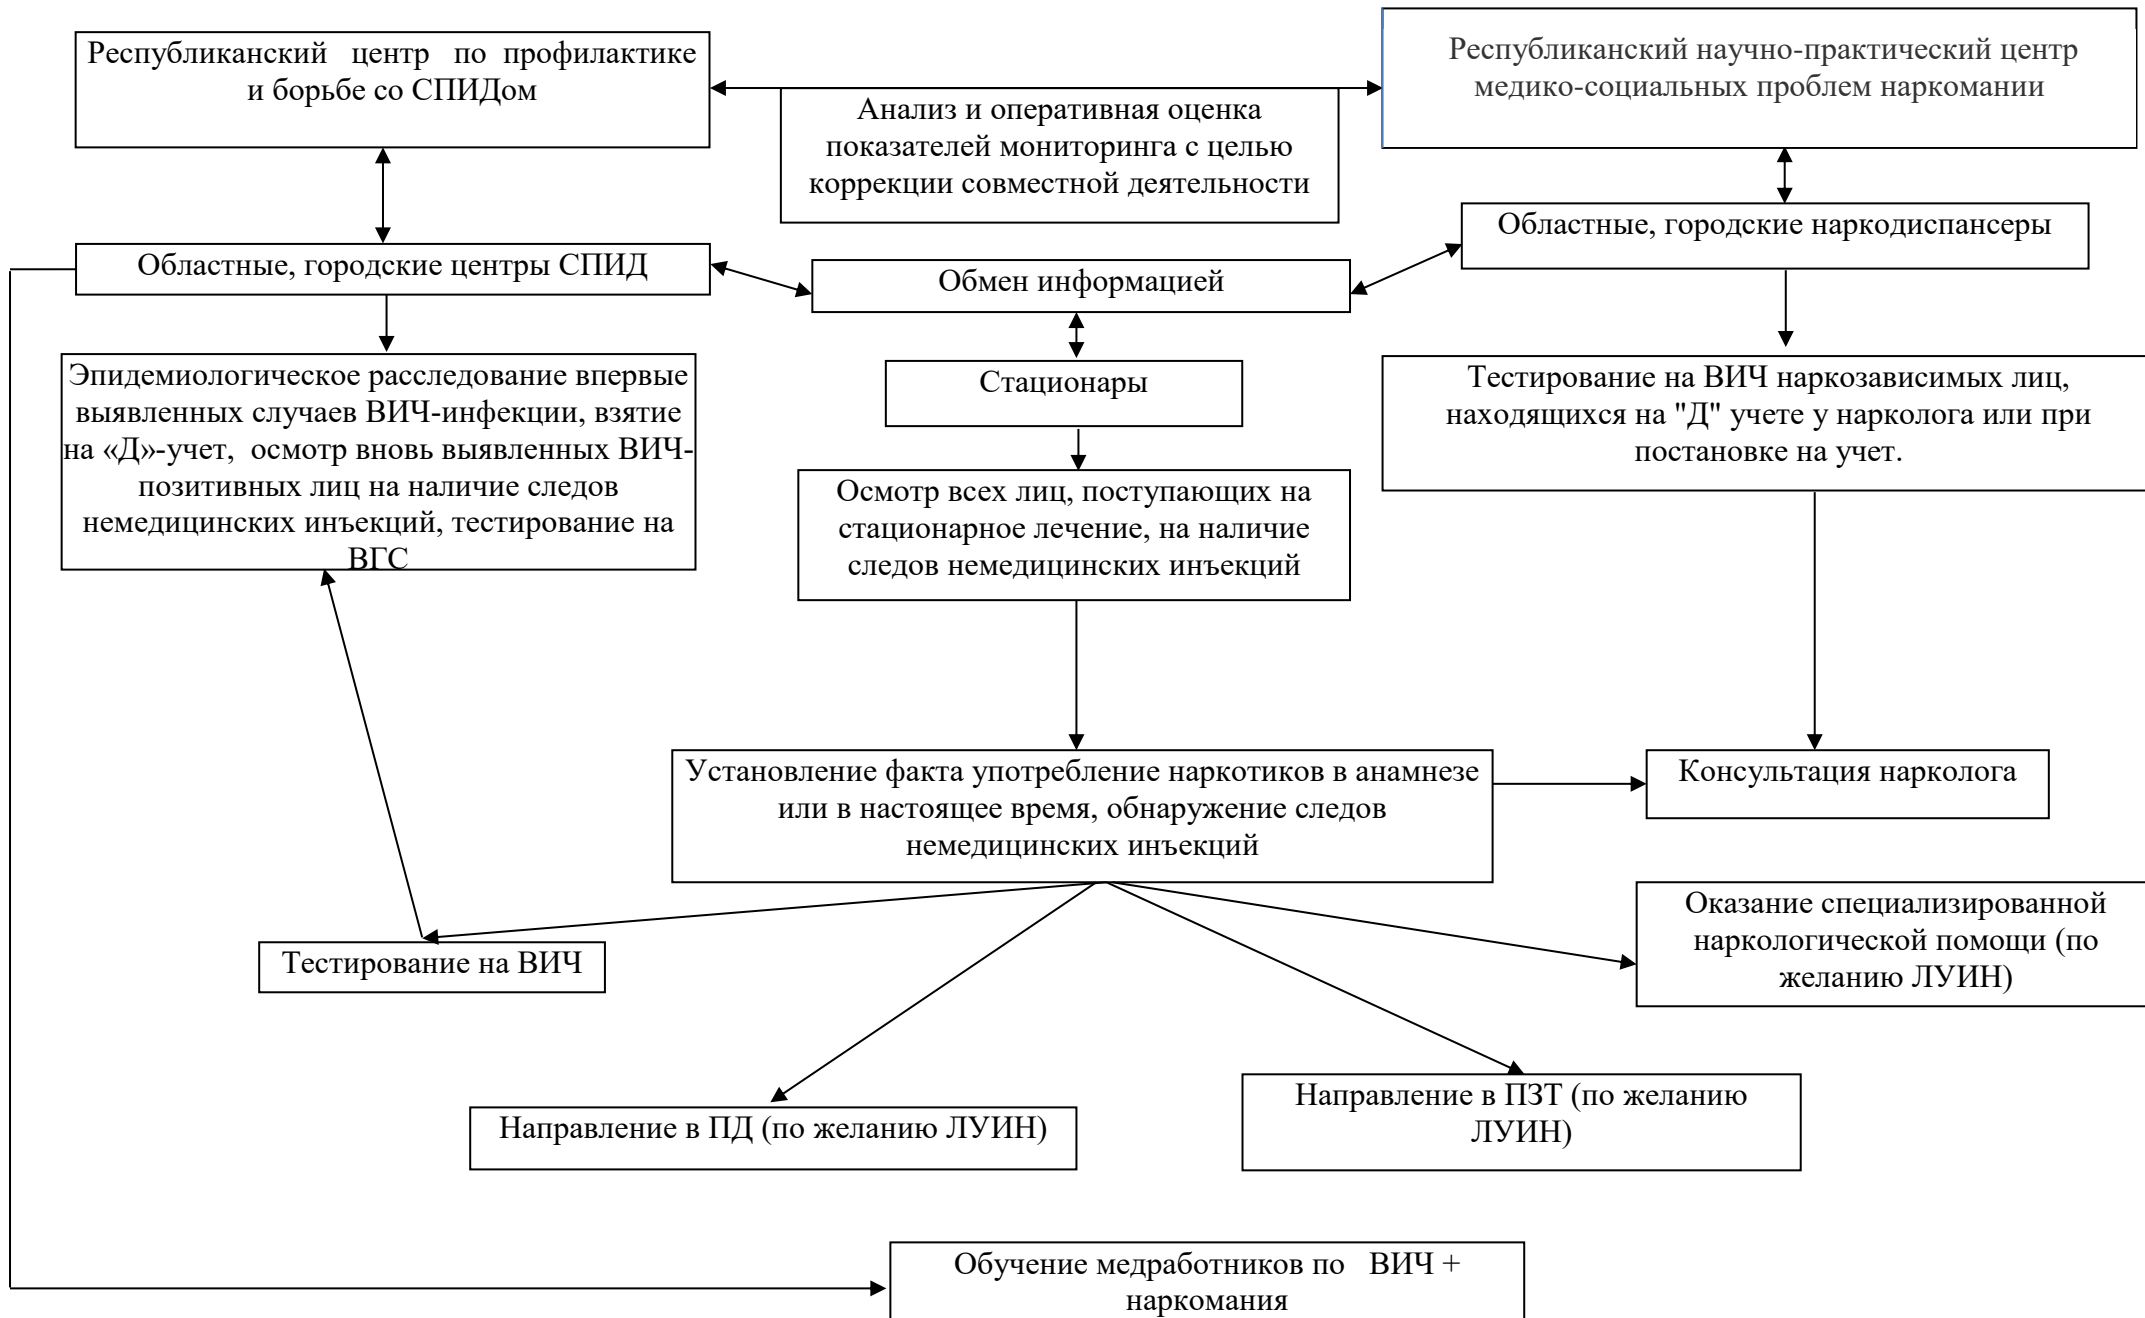 Республиканский центр по профилактике
и борьбе со СПИДом
Республиканский научно-практический центр
медико-социальных проблем наркомании
Анализ и оперативная оценка
показателей мониторинга с целью
коррекции совместной деятельности
Областные, городские наркодиспансеры
Областные, городские центры СПИД
Обмен информацией
Эпидемиологическое расследование впервые
выявленных случаев ВИЧ-инфекции, взятие
на «Д»-учет, осмотр вновь выявленных ВИЧ-
позитивных лиц на наличие следов
немедицинских инъекций, тестирование на
ВГС
Стационары
Тестирование на ВИЧ наркозависимых лиц,
находящихся на "Д" учете у нарколога или при
постановке на учет.
Осмотр всех лиц, поступающих на
стационарное лечение, на наличие
следов немедицинских инъекций
Установление факта употребление наркотиков в анамнезе
или в настоящее время, обнаружение следов
немедицинских инъекций
Консультация нарколога
Оказание специализированной
наркологической помощи (по
желанию ЛУИН)
Тестирование на ВИЧ
Направление в ПД (по желанию ЛУИН)
Направление в ПЗТ (по желанию
ЛУИН)
Обучение медработников по ВИЧ +
наркомания